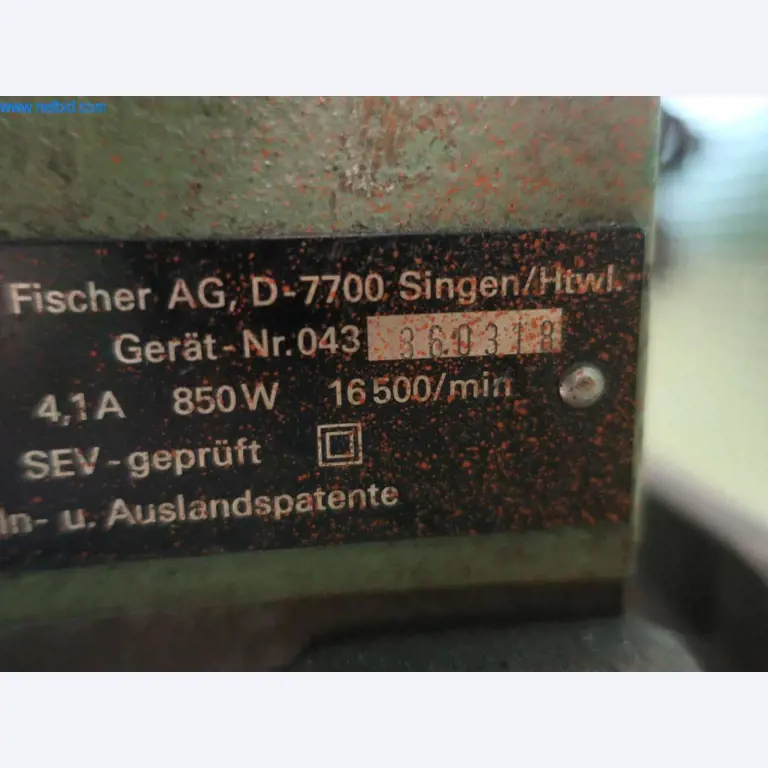 www.netbid.com
Fischer AG, D-7700 Singen/Htwl.
Gerät-Nr. 043 360318
4,1A 850W 16500/min
SEV-geprüft
In- u. Auslandspatente